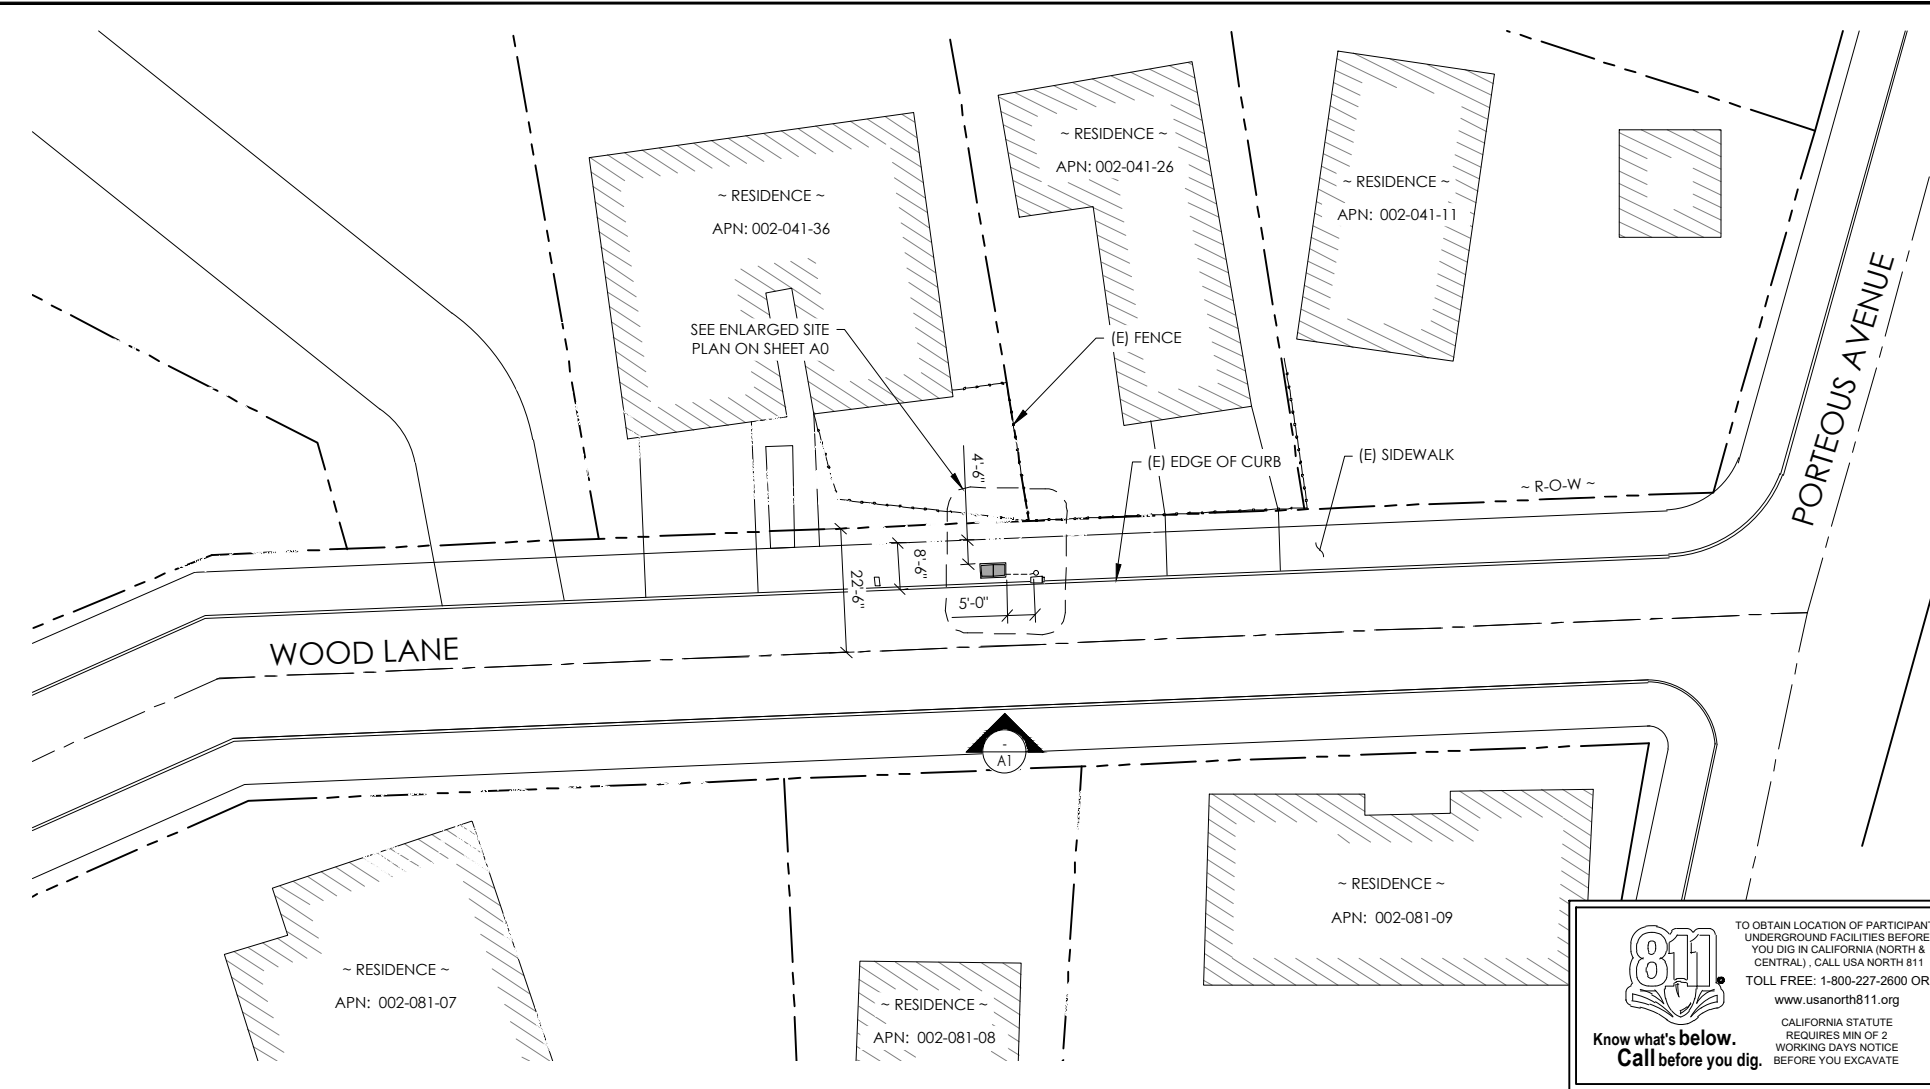 ~ RESIDENCE ~
APN: 002-041-36
~ RESIDENCE ~
APN: 002-041-26
~ RESIDENCE ~
APN: 002-041-11
SEE ENLARGED SITE
PLAN ON SHEET A0
(E) FENCE
PORTEOUS AVENUE
(E) EDGE OF CURB
(E) SIDEWALK
~ R-O-W ~
4'-6"
8'-6"
22'-6"
5'-0"
WOOD LANE
-
A1
~ RESIDENCE ~
APN: 002-081-07
~ RESIDENCE ~
APN: 002-081-08
~ RESIDENCE ~
APN: 002-081-09
811
Know what's below.
Call before you dig.
TO OBTAIN LOCATION OF PARTICIPANT
UNDERGROUND FACILITIES BEFORE
YOU DIG IN CALIFORNIA (NORTH &
CENTRAL) , CALL USA NORTH 811
TOLL FREE: 1-800-227-2600 OR
www.usanorth811.org
CALIFORNIA STATUTE
REQUIRES MIN OF 2
WORKING DAYS NOTICE
BEFORE YOU EXCAVATE